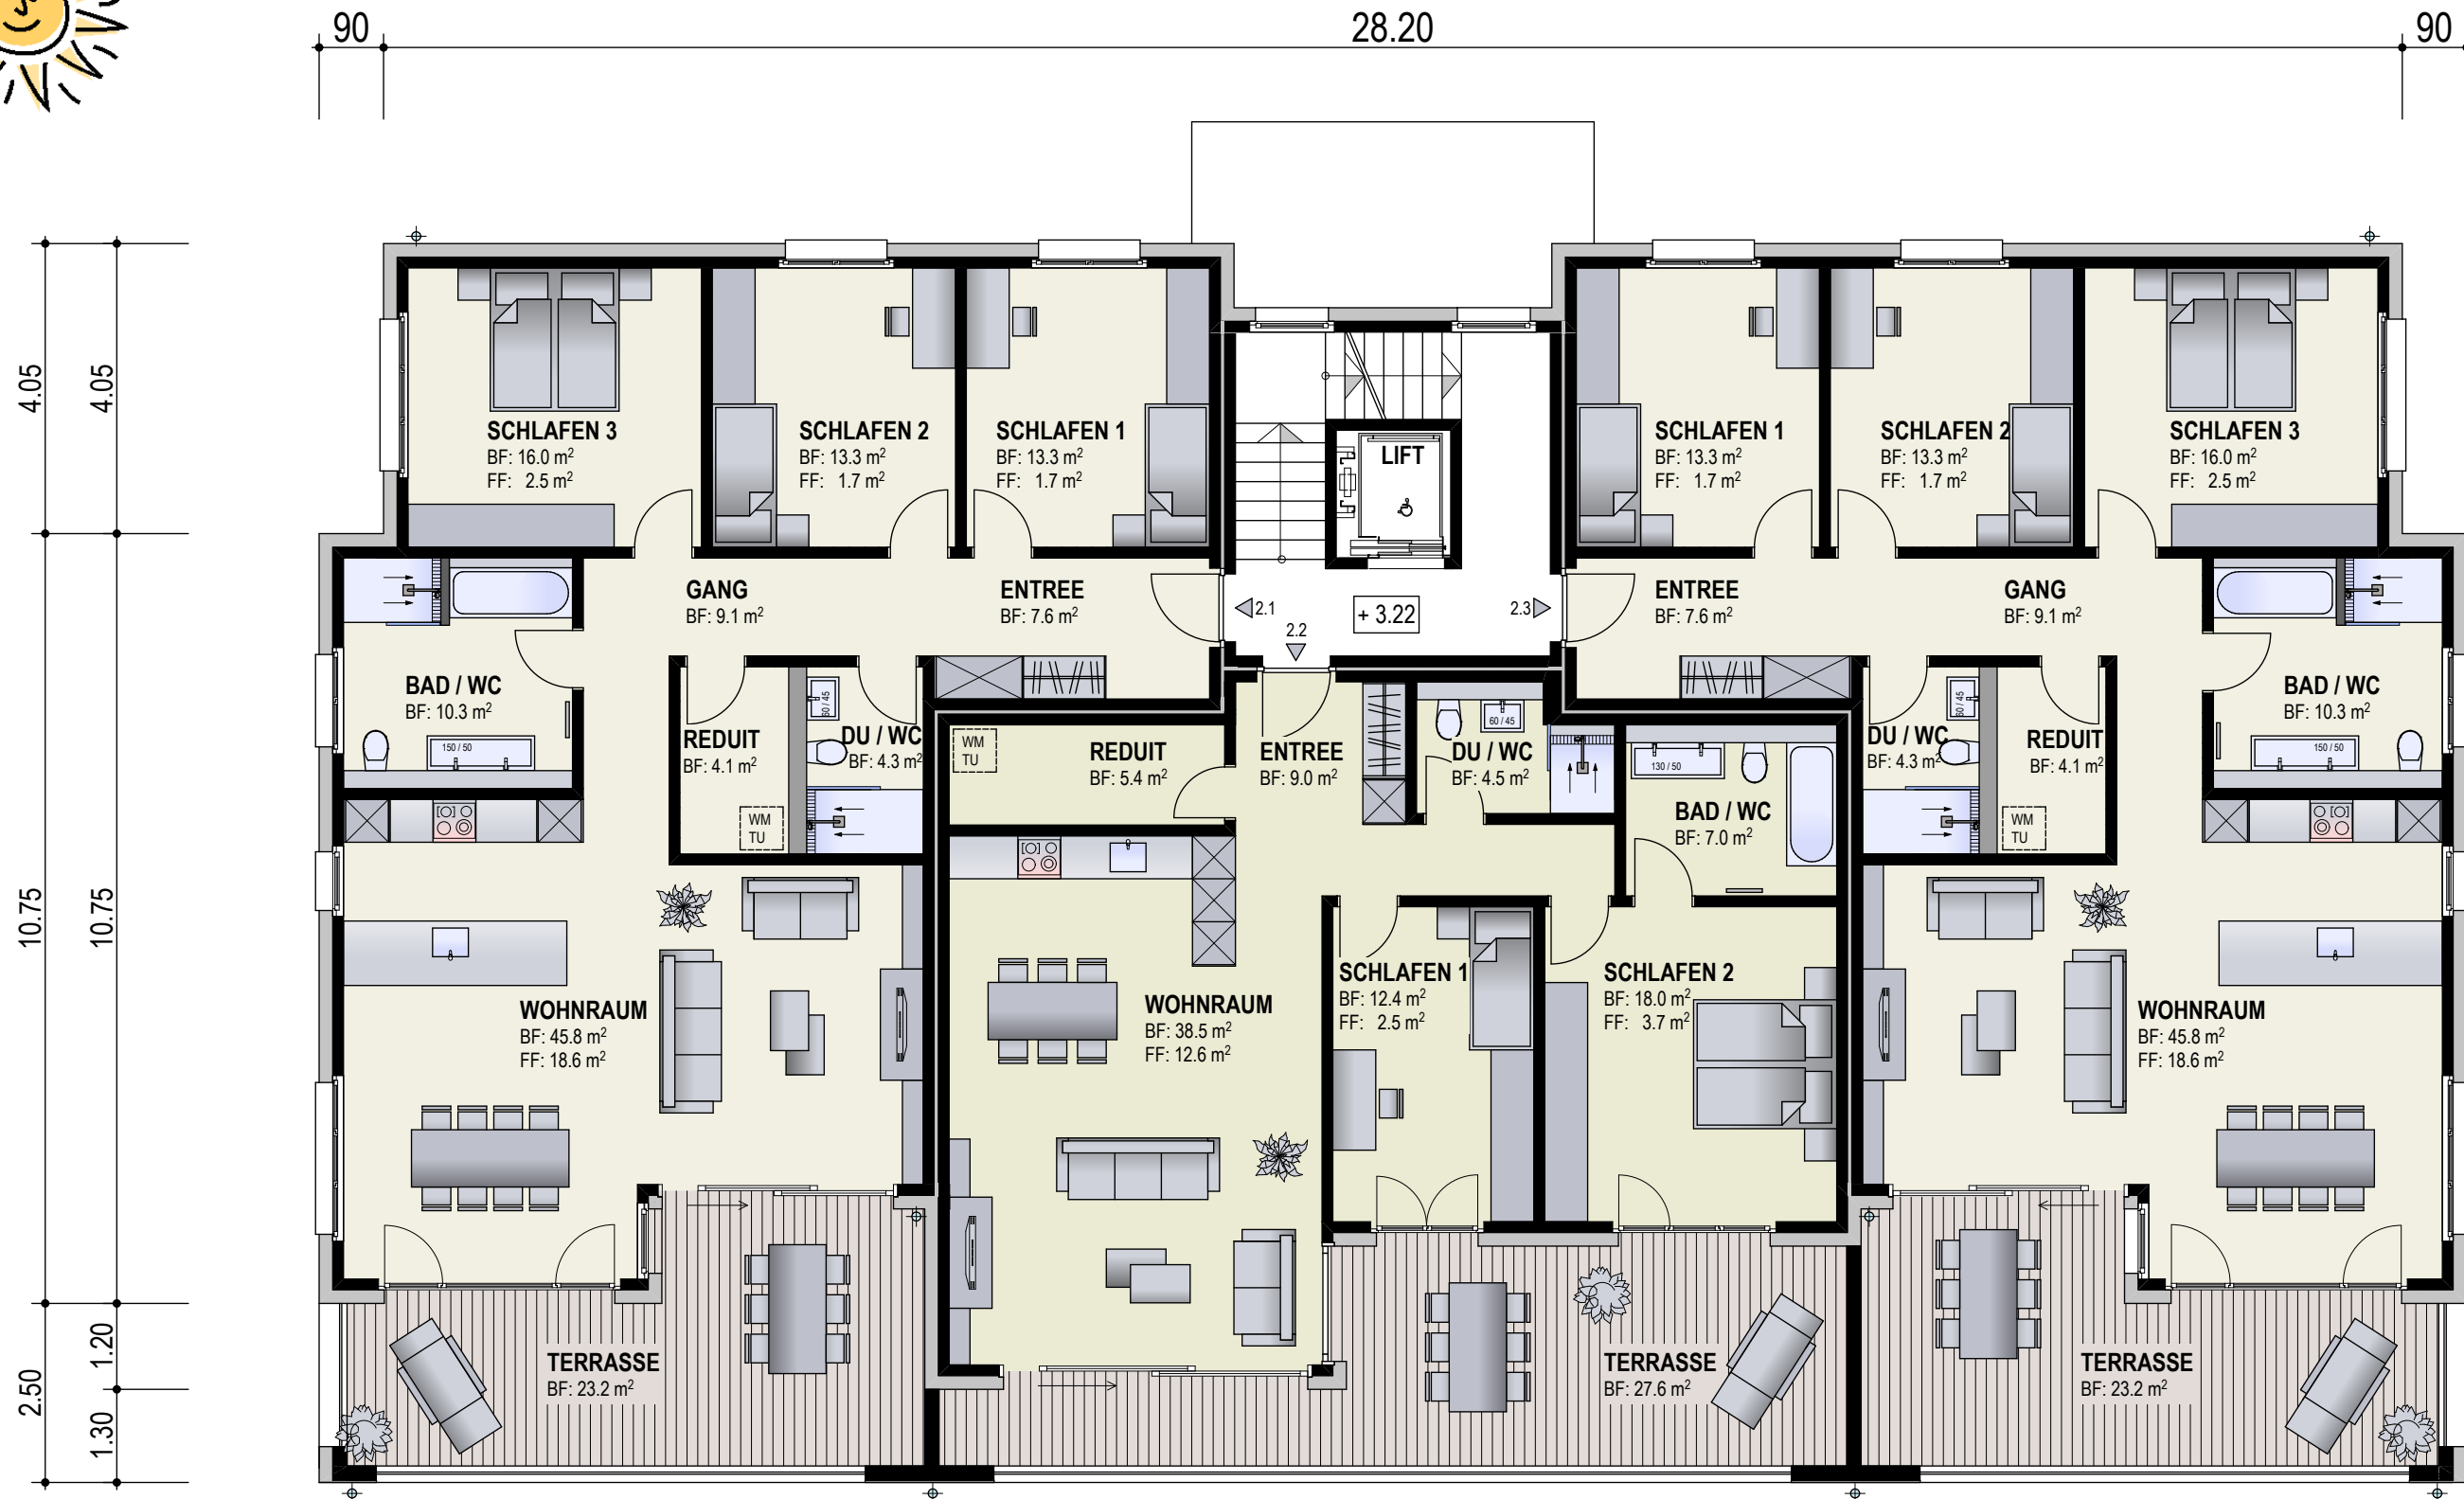 90
28.20
90
4.05
4.05
10.75
10.75
2.50
1.20
1.30
SCHLAFEN 3
BF: 16.0 m²
FF: 2.5 m²
SCHLAFEN 2
BF: 13.3 m²
FF: 1.7 m²
SCHLAFEN 1
BF: 13.3 m²
FF: 1.7 m²
LIFT
SCHLAFEN 1
BF: 13.3 m²
FF: 1.7 m²
SCHLAFEN 2
BF: 13.3 m²
FF: 1.7 m²
SCHLAFEN 3
BF: 16.0 m²
FF: 2.5 m²
GANG
BF: 9.1 m²
ENTREE
BF: 7.6 m²
2.1
2.2
+ 3.22
2.3
ENTREE
BF: 7.6 m²
GANG
BF: 9.1 m²
BAD / WC
BF: 10.3 m²
150 / 50
REDUIT
BF: 4.1 m²
WM
TU
60 / 45
DU / WC
BF: 4.3 m²
WM
TU
REDUIT
BF: 5.4 m²
ENTREE
BF: 9.0 m²
60 / 45
DU / WC
BF: 4.5 m²
130 / 50
BAD / WC
BF: 7.0 m²
60 / 45
DU / WC
BF: 4.3 m²
REDUIT
BF: 4.1 m²
WM
TU
BAD / WC
BF: 10.3 m²
150 / 50
WOHNRAUM
BF: 45.8 m²
FF: 18.6 m²
WOHNRAUM
BF: 38.5 m²
FF: 12.6 m²
SCHLAFEN 1
BF: 12.4 m²
FF: 2.5 m²
SCHLAFEN 2
BF: 18.0 m²
FF: 3.7 m²
WOHNRAUM
BF: 45.8 m²
FF: 18.6 m²
TERRASSE
BF: 23.2 m²
TERRASSE
BF: 27.6 m²
TERRASSE
BF: 23.2 m²